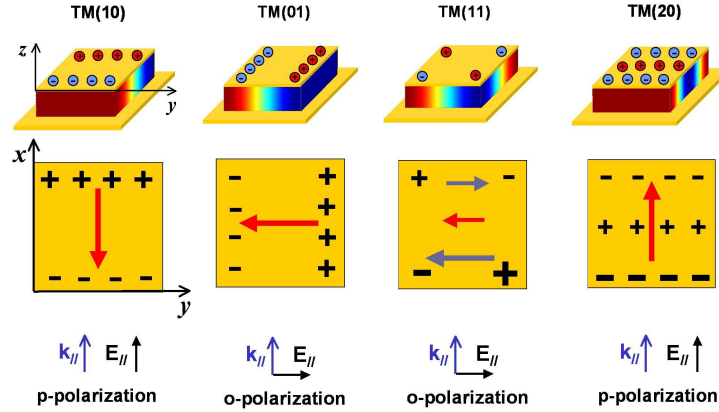 TM(10) TM(01) TM(11) TM(20)
z
y
x
+ + + + - + + - - - - -
- +
- + + + + +
- +
- - - - - + - + - - - -
y
k// E// k// E// k// E// k// E//
p-polarization o-polarization o-polarization p-polarization